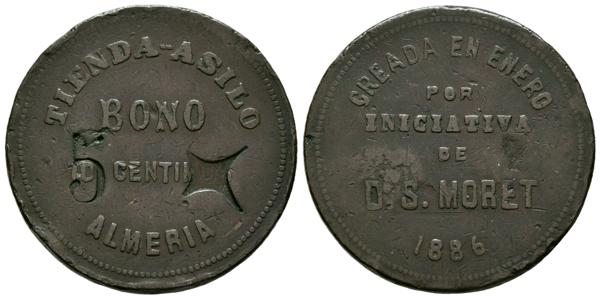 TIENDA-ASILO
BONO
5
CENTI
ALMERIA
CREADA EN ENERO
POR
INICIATIVA
DE
D. S. MORET
1886